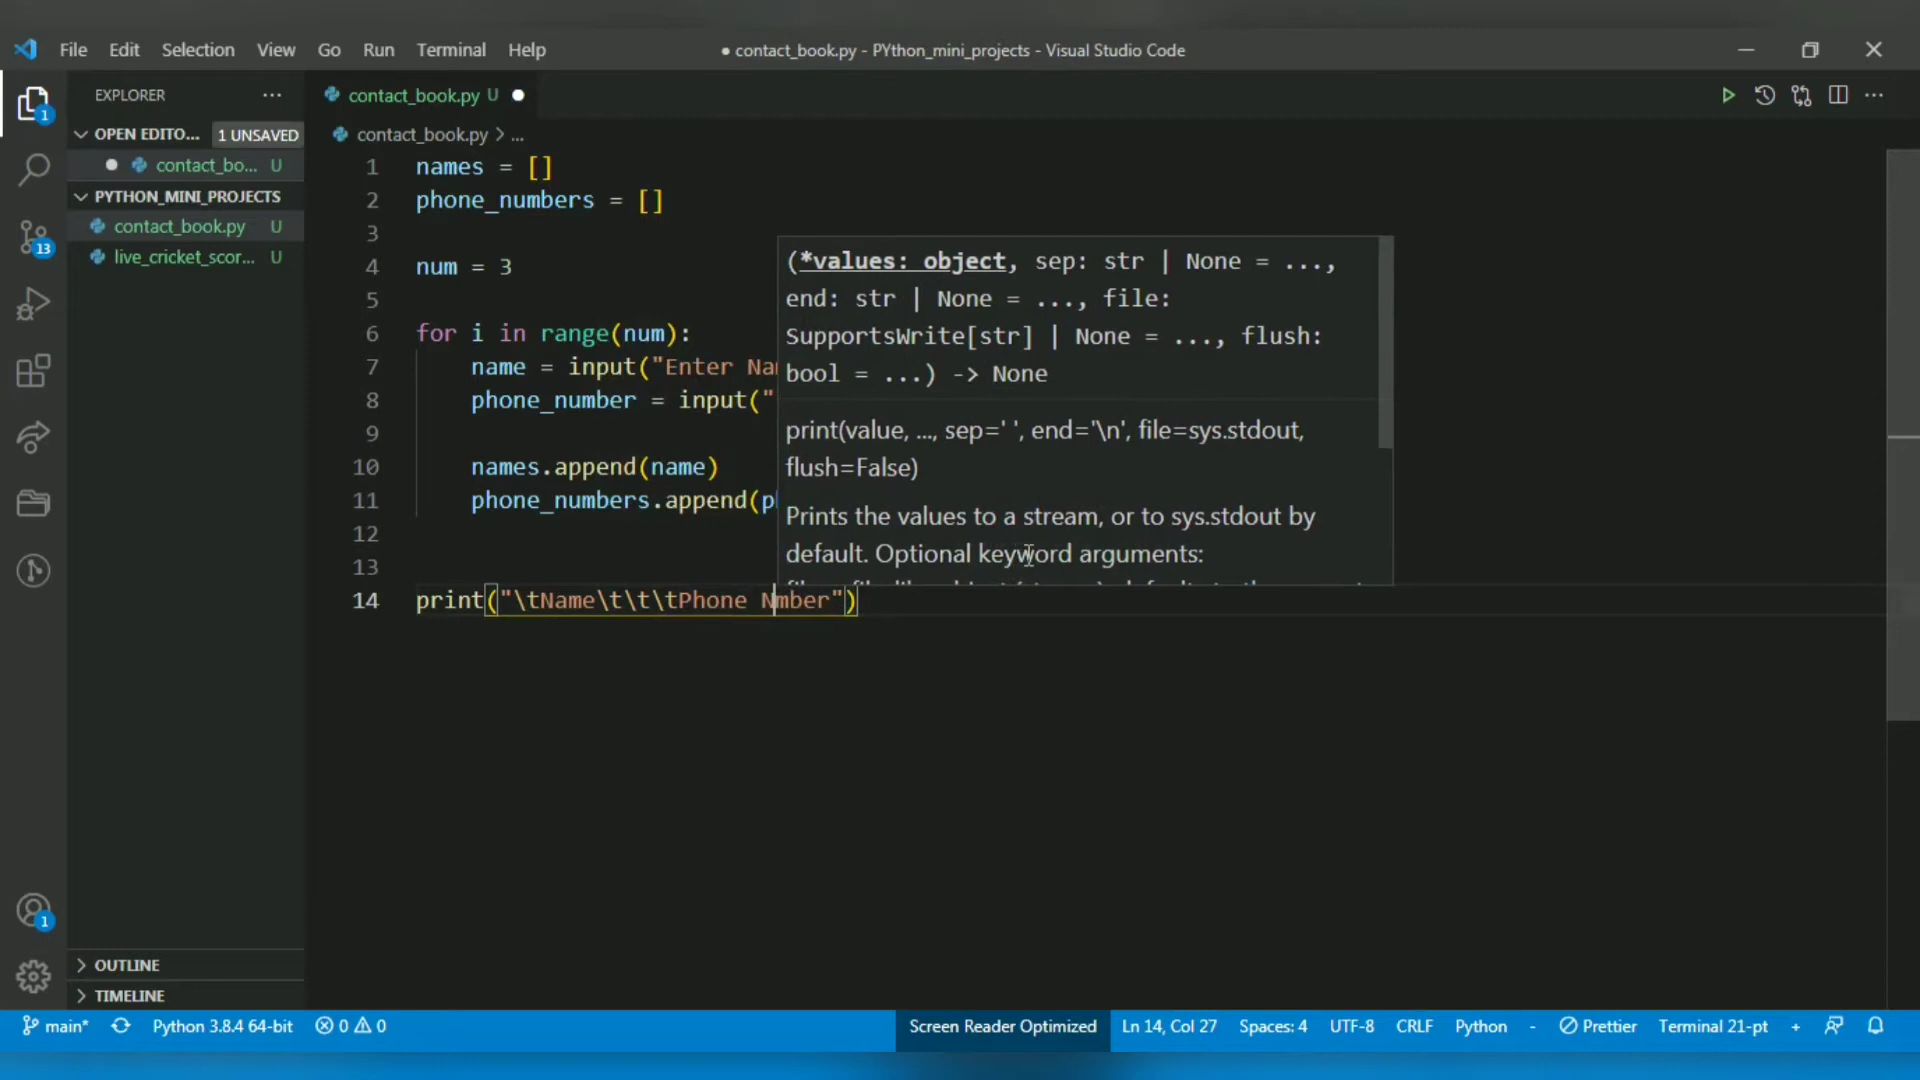 File Edit Selection View Go Run Terminal Help
● contact_book.py - PYthon_mini_projects - Visual Studio Code
EXPLORER ...
contact_book.py U ●
1
OPEN EDITO... 1 UNSAVED
contact_book.py > ...
● contact_bo... U
PYTHON_MINI_PROJECTS
contact_book.py U
live_cricket_scor... U
13
1 names = []
2 phone_numbers = []
3
4 num = 3
5
6 for i in range(num):
7 name = input("Enter Na
8 phone_number = input("
9
10 names.append(name)
11 phone_numbers.append(p
12
13
14 print("\tName\t\t\tPhone Nmber")
(*values: object, sep: str | None = ...,
end: str | None = ..., file:
SupportsWrite[str] | None = ..., flush:
bool = ...) -> None
print(value, ..., sep=' ', end='\n', file=sys.stdout,
flush=False)
Prints the values to a stream, or to sys.stdout by
default. Optional keyword arguments:
1
OUTLINE
TIMELINE
main* Python 3.8.4 64-bit 0 0 Screen Reader Optimized Ln 14, Col 27 Spaces: 4 UTF-8 CRLF Python - Prettier Terminal 21-pt +